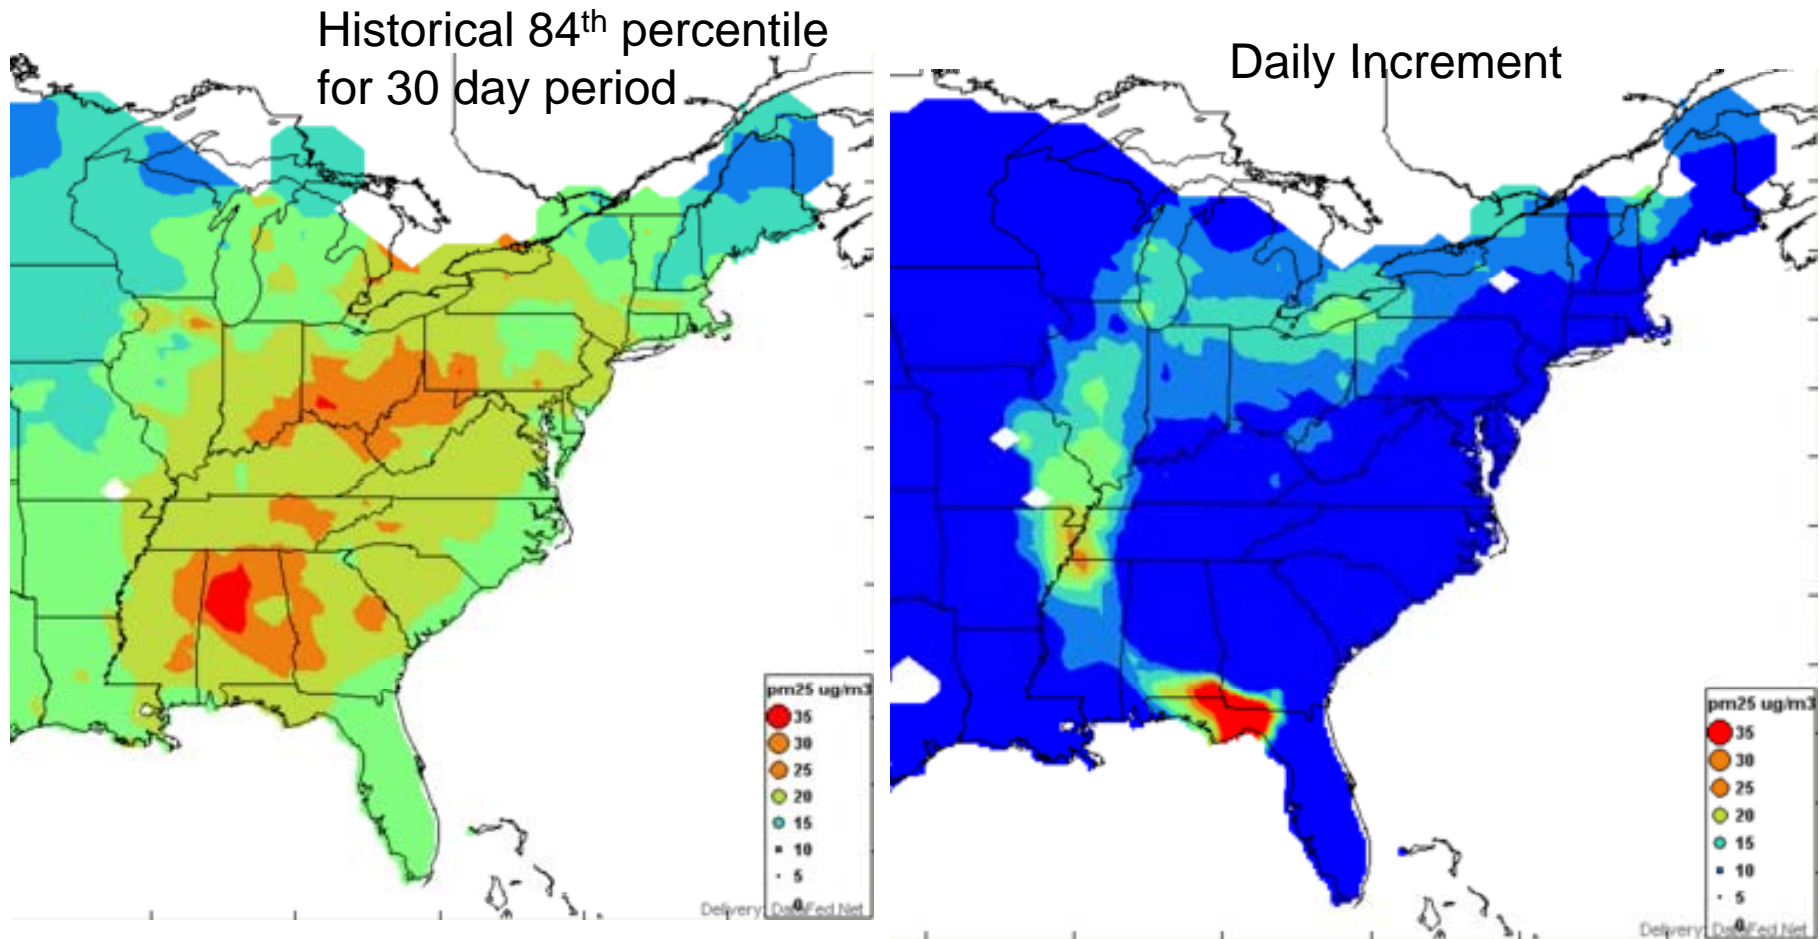 Historical 84th percentile
for 30 day period
Daily Increment
pm25 ug/m3
35
30
25
20
15
10
5
0
Delivery: DataFed.Net
pm25 ug/m3
35
30
25
20
15
10
5
0
Delivery: DataFed.Net